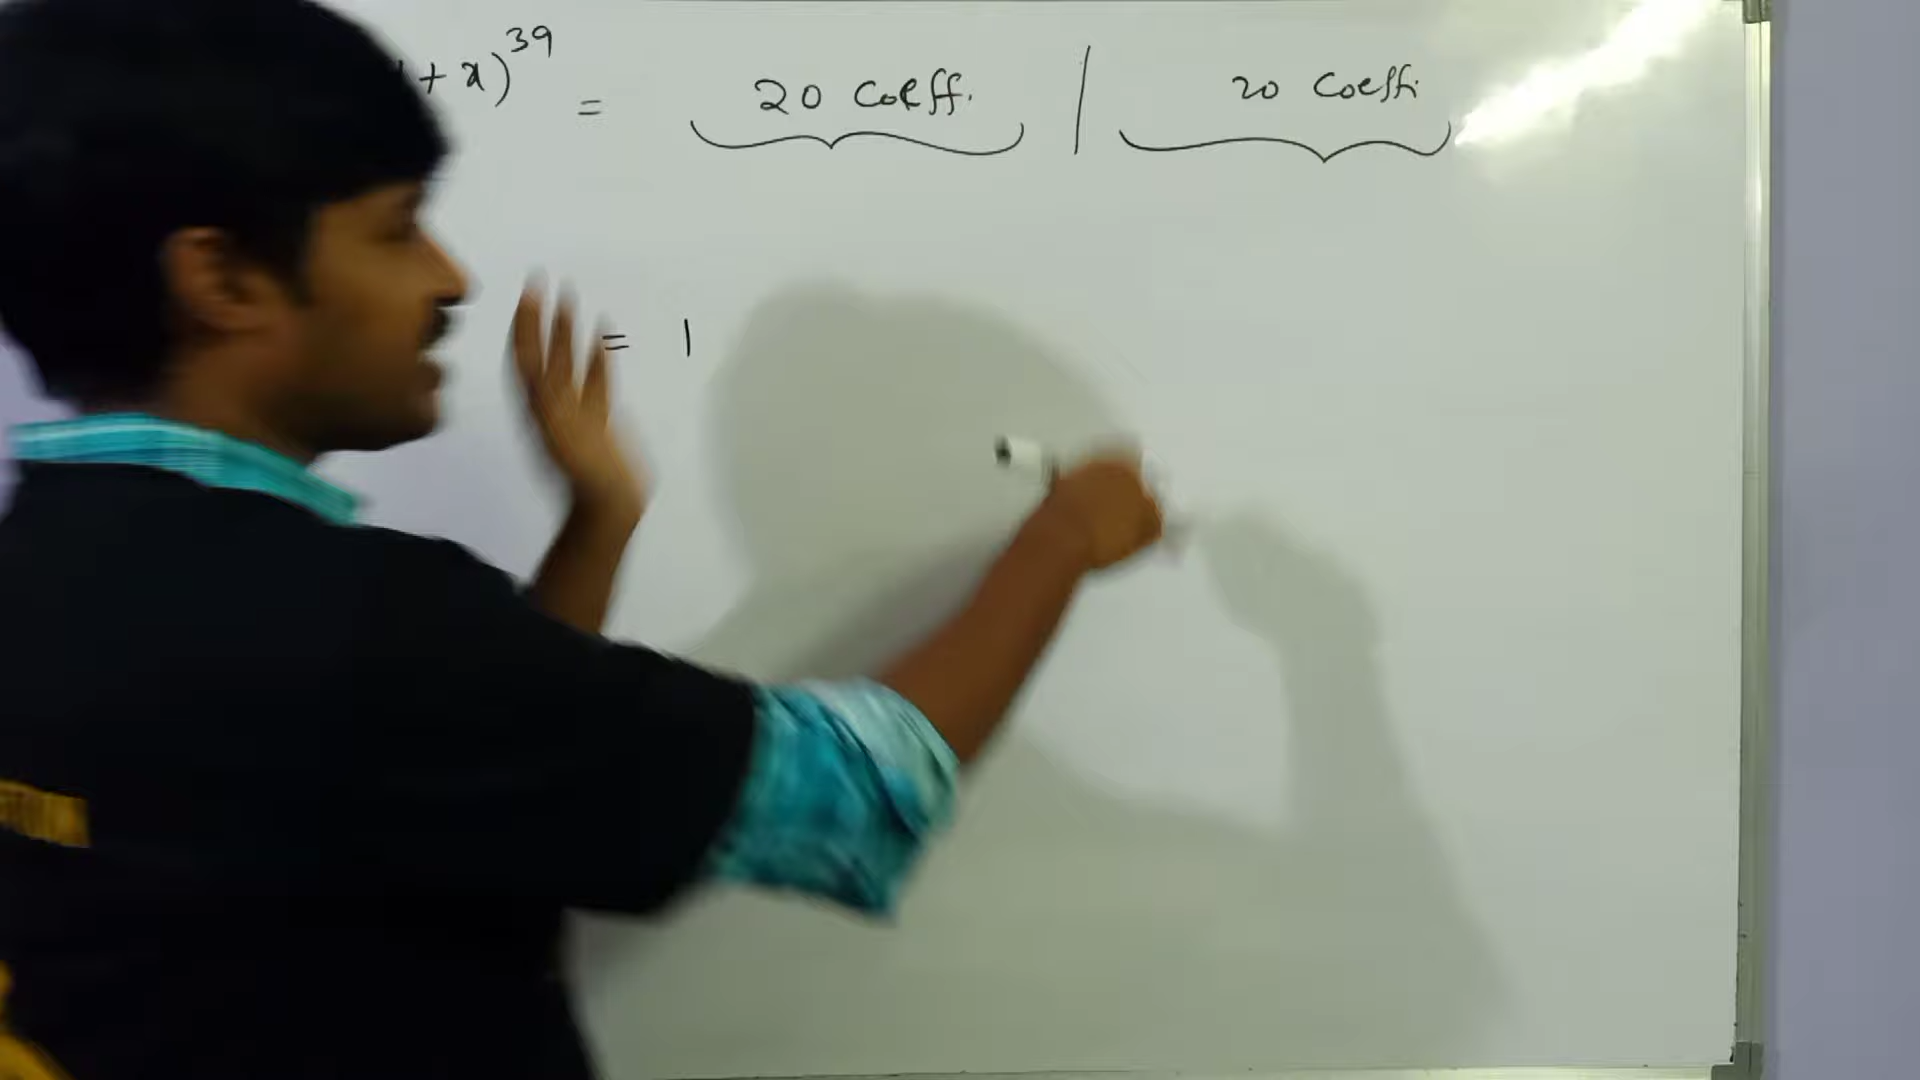 + x)^39 = 20 Coeff. | 20 Coeffi
= 1